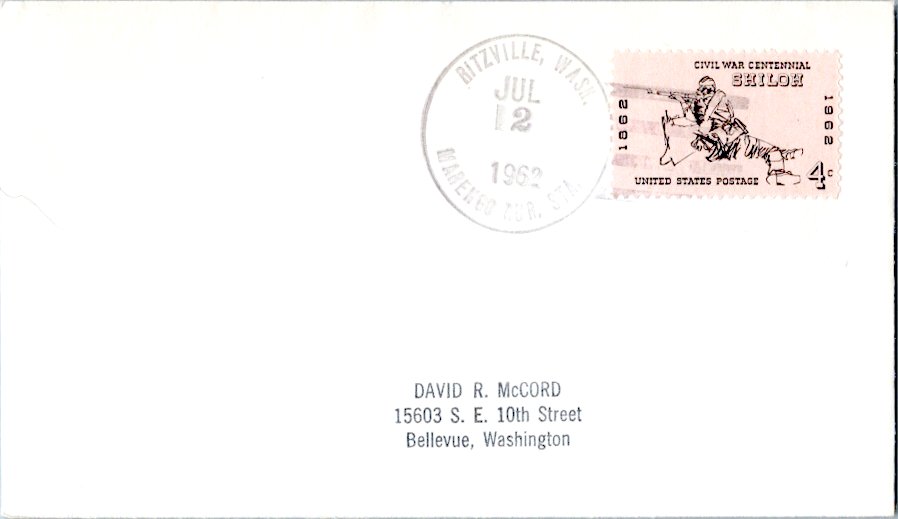 RITZVILLE, WASH.
JUL
12
1962
MARENGO RUR. STA.
CIVIL WAR CENTENNIAL
SHILOH
1862
1962
UNITED STATES POSTAGE
4c
DAVID R. McCORD
15603 S. E. 10th Street
Bellevue, Washington